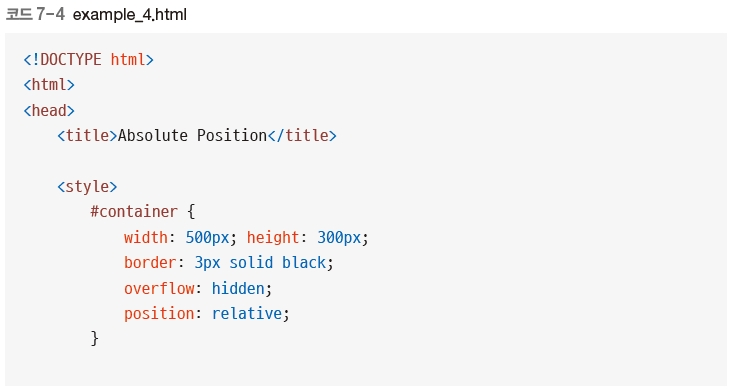 코드 7-4 example_4.html
<!DOCTYPE html>
<html>
<head>
    <title>Absolute Position</title>

    <style>
        #container {
            width: 500px; height: 300px;
            border: 3px solid black;
            overflow: hidden;
            position: relative;
        }